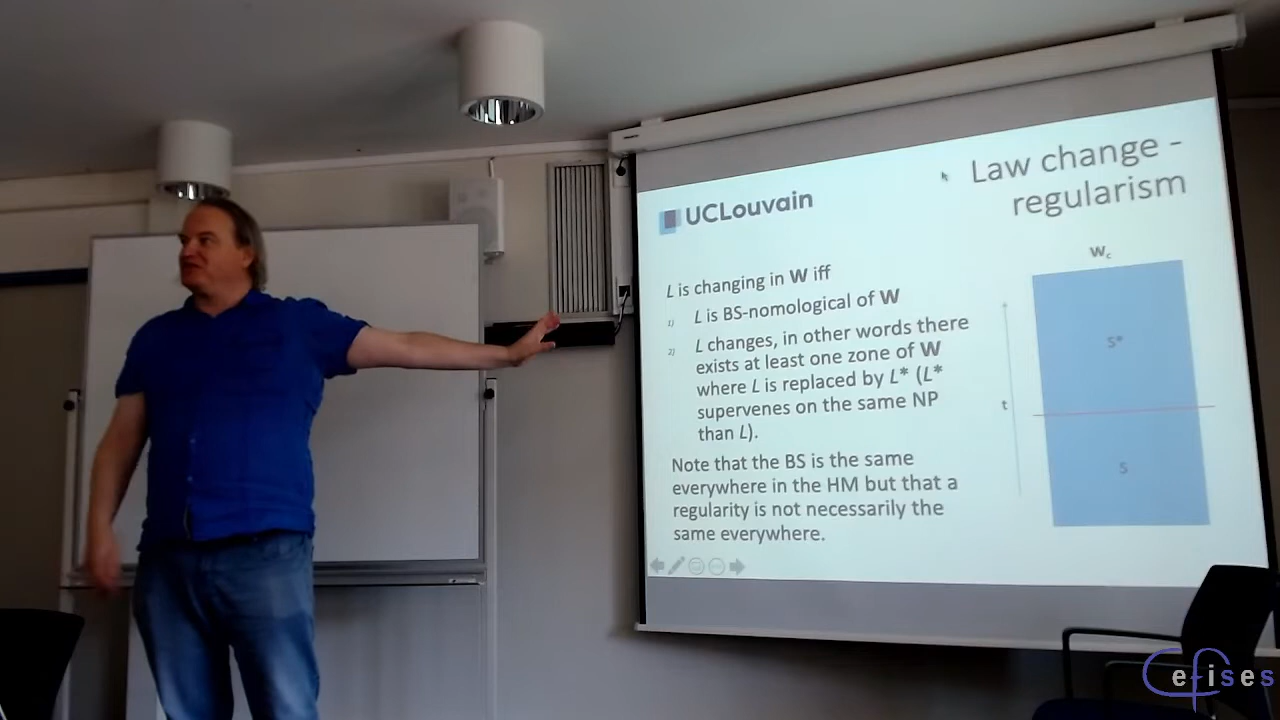 UCLouvain
Law change -
regularism
L is changing in W iff
1) L is BS-nomological of W
2) L changes, in other words there
exists at least one zone of W
where L is replaced by L* (L*
supervenes on the same NP
than L).
Note that the BS is the same
everywhere in the HM but that a
regularity is not necessarily the
same everywhere.
Wc
S*
t
S
efises